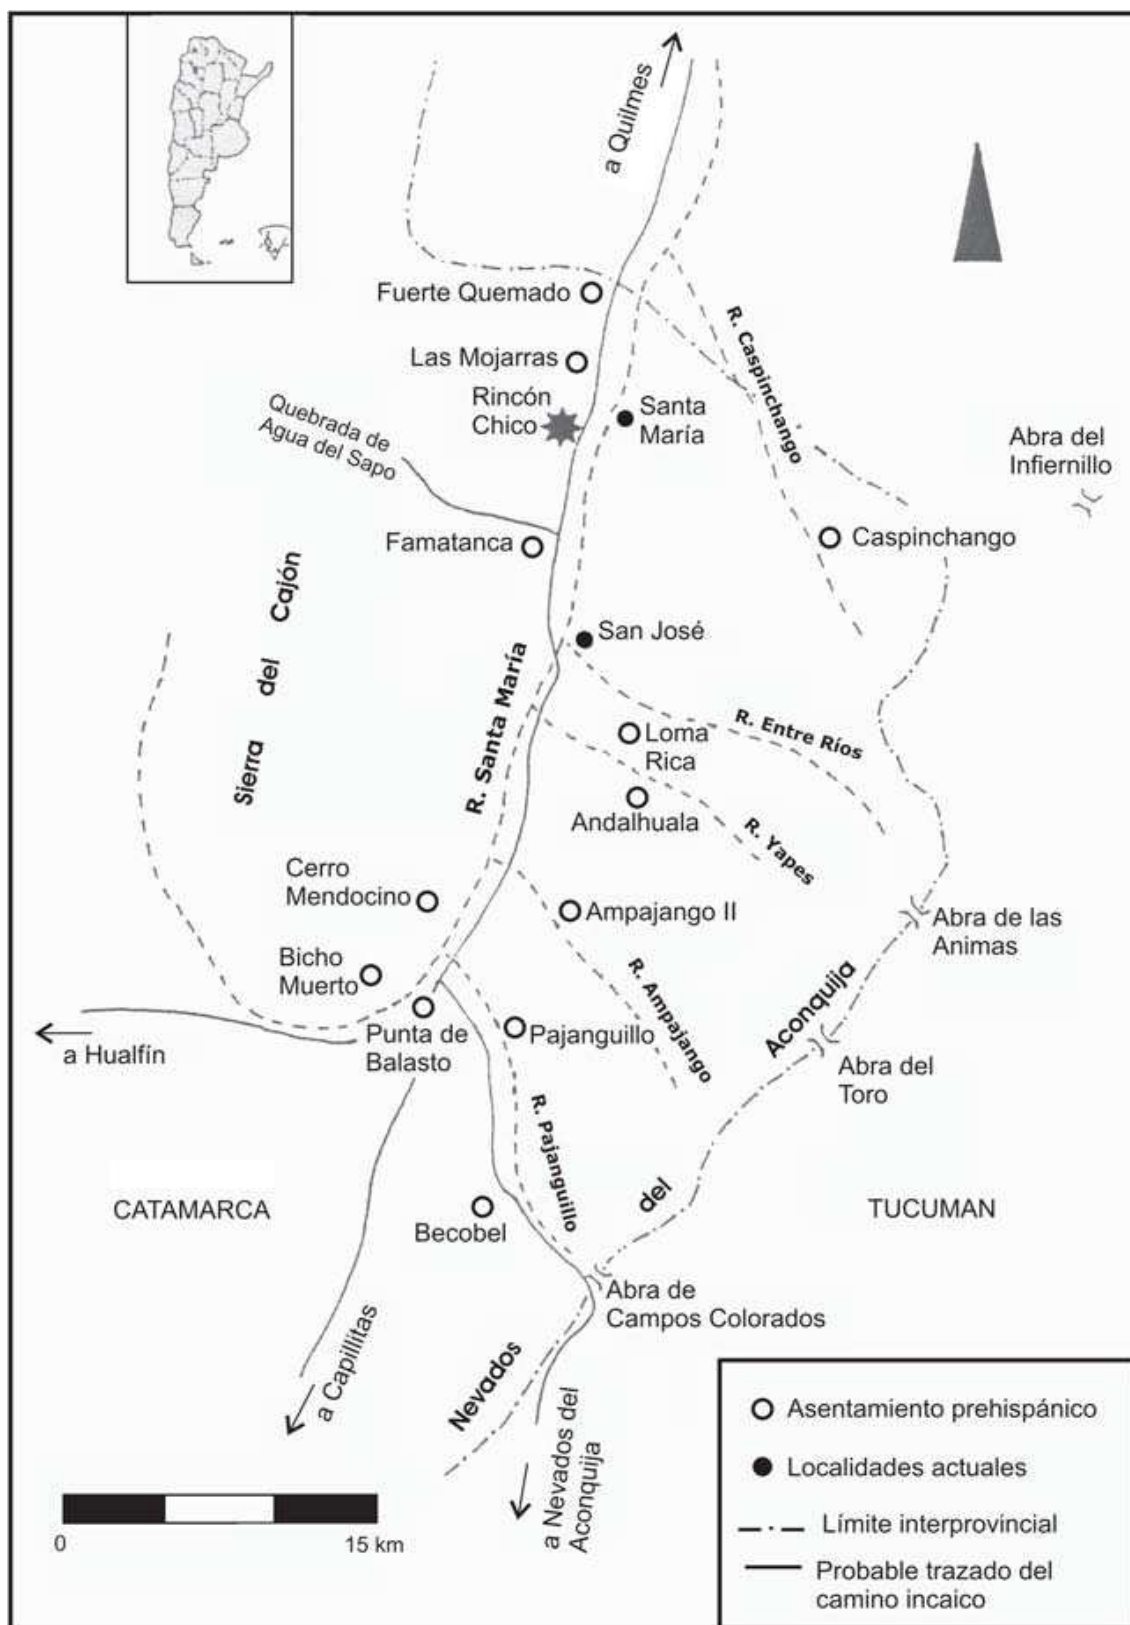 a Quilmes
Fuerte Quemado
Las Mojarras
Rincón
Chico
Santa
María
R. Caspinchango
Quebrada de
Agua del Sapo
Abra del
Infiernillo
Famatanca
Caspinchango
Sierra del Cajón
San José
R. Santa María
Loma
Rica
R. Entre Ríos
Andalhuala
R. Yapes
Cerro
Mendocino
Ampajango II
Abra de las
Animas
Bicho
Muerto
R. Ampajango
Punta de
Balasto
Pajanguillo
a Hualfín
Abra del
Toro
R. Pajanguillo
CATAMARCA
TUCUMAN
Becobel
Abra de
Campos Colorados
Nevados del Aconquija
a Capillitas
a Nevados del
Aconquija
0
15 km
Asentamiento prehispánico
Localidades actuales
Límite interprovincial
Probable trazado del
camino incaico